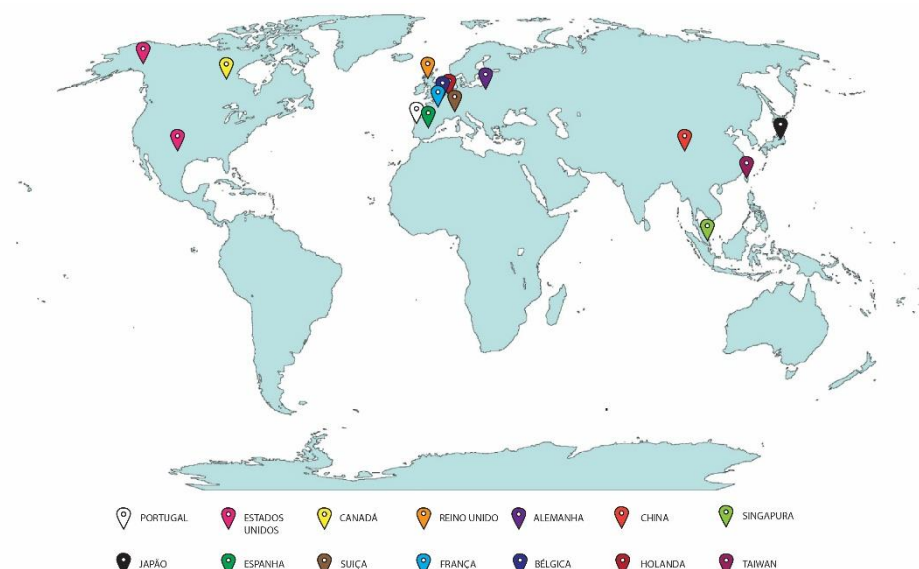 PORTUGAL
ESTADOS
UNIDOS
CANADÁ
REINO UNIDO
ALEMANHA
CHINA
SINGAPURA
JAPÃO
ESPANHA
SUIÇA
FRANÇA
BÉLGICA
HOLANDA
TAIWAN